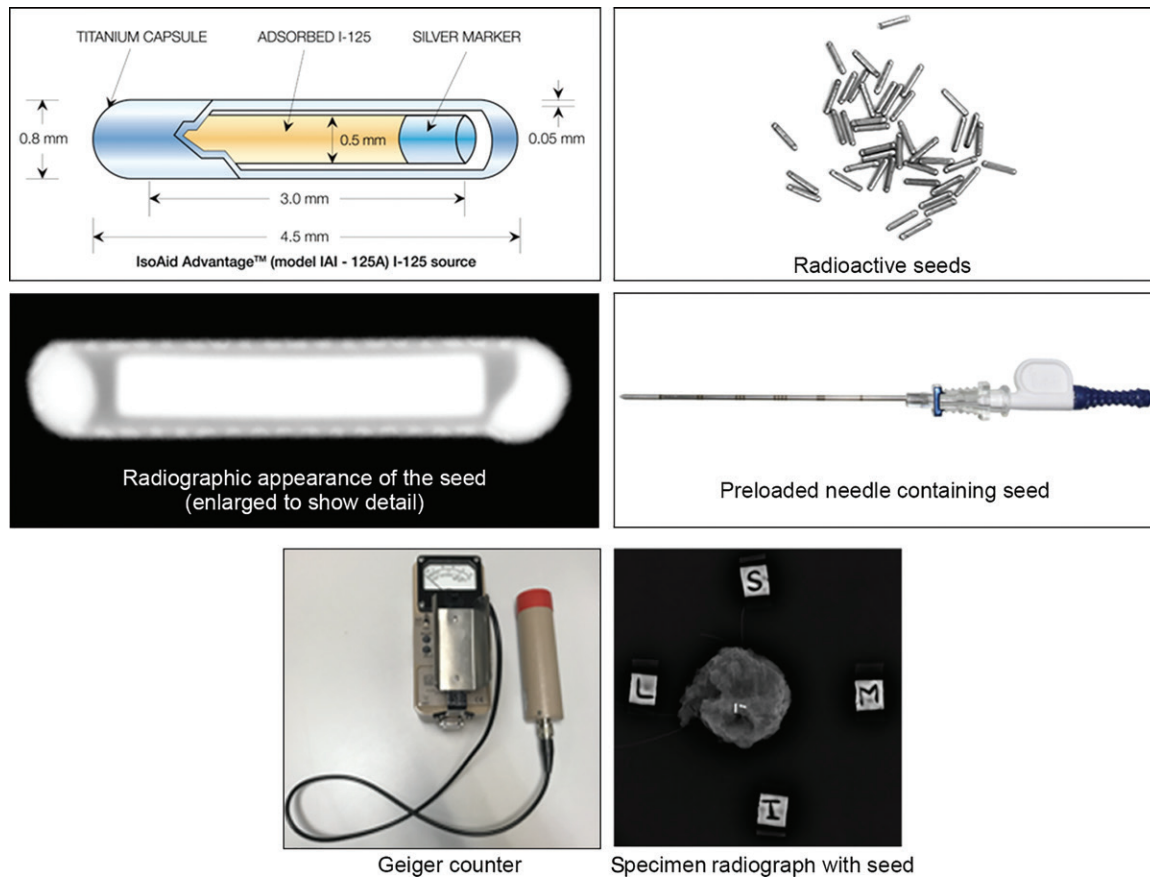 TITANIUM CAPSULE
ADSORBED I-125
SILVER MARKER
0.8 mm
0.5 mm
0.05 mm
3.0 mm
4.5 mm
IsoAid Advantage™ (model IAI - 125A) I-125 source
Radioactive seeds
Radiographic appearance of the seed
(enlarged to show detail)
Preloaded needle containing seed
S
L
M
I
Geiger counter
Specimen radiograph with seed